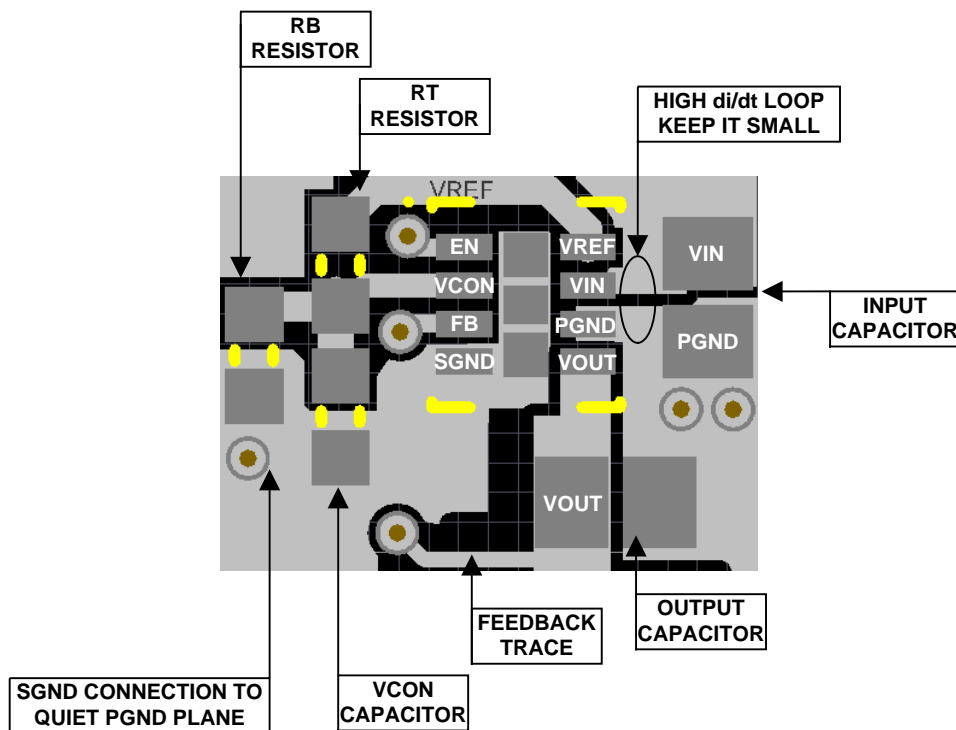 RB
RESISTOR
RT
RESISTOR
HIGH di/dt LOOP
KEEP IT SMALL
VREF
EN
VREF
VIN
VCON
VIN
INPUT
CAPACITOR
FB
PGND
PGND
SGND
VOUT
VOUT
FEEDBACK
TRACE
OUTPUT
CAPACITOR
SGND CONNECTION TO
QUIET PGND PLANE
VCON
CAPACITOR